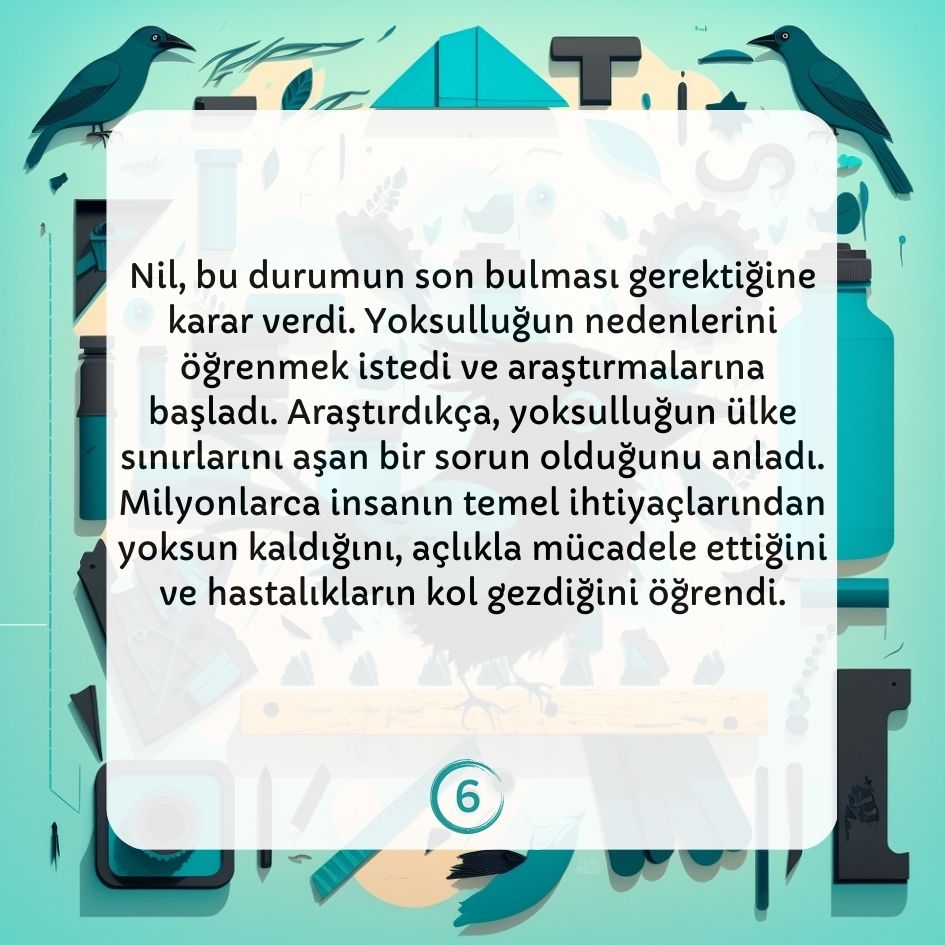 Nil, bu durumun son bulması gerektiğine
karar verdi. Yoksulluğun nedenlerini
öğrenmek istedi ve araştırmalarına
başladı. Araştırdıkça, yoksulluğun ülke
sınırlarını aşan bir sorun olduğunu anladı.
Milyonlarca insanın temel ihtiyaçlarından
yoksun kaldığını, açlıkla mücadele ettiğini
ve hastalıkların kol gezdiğini öğrendi.
6